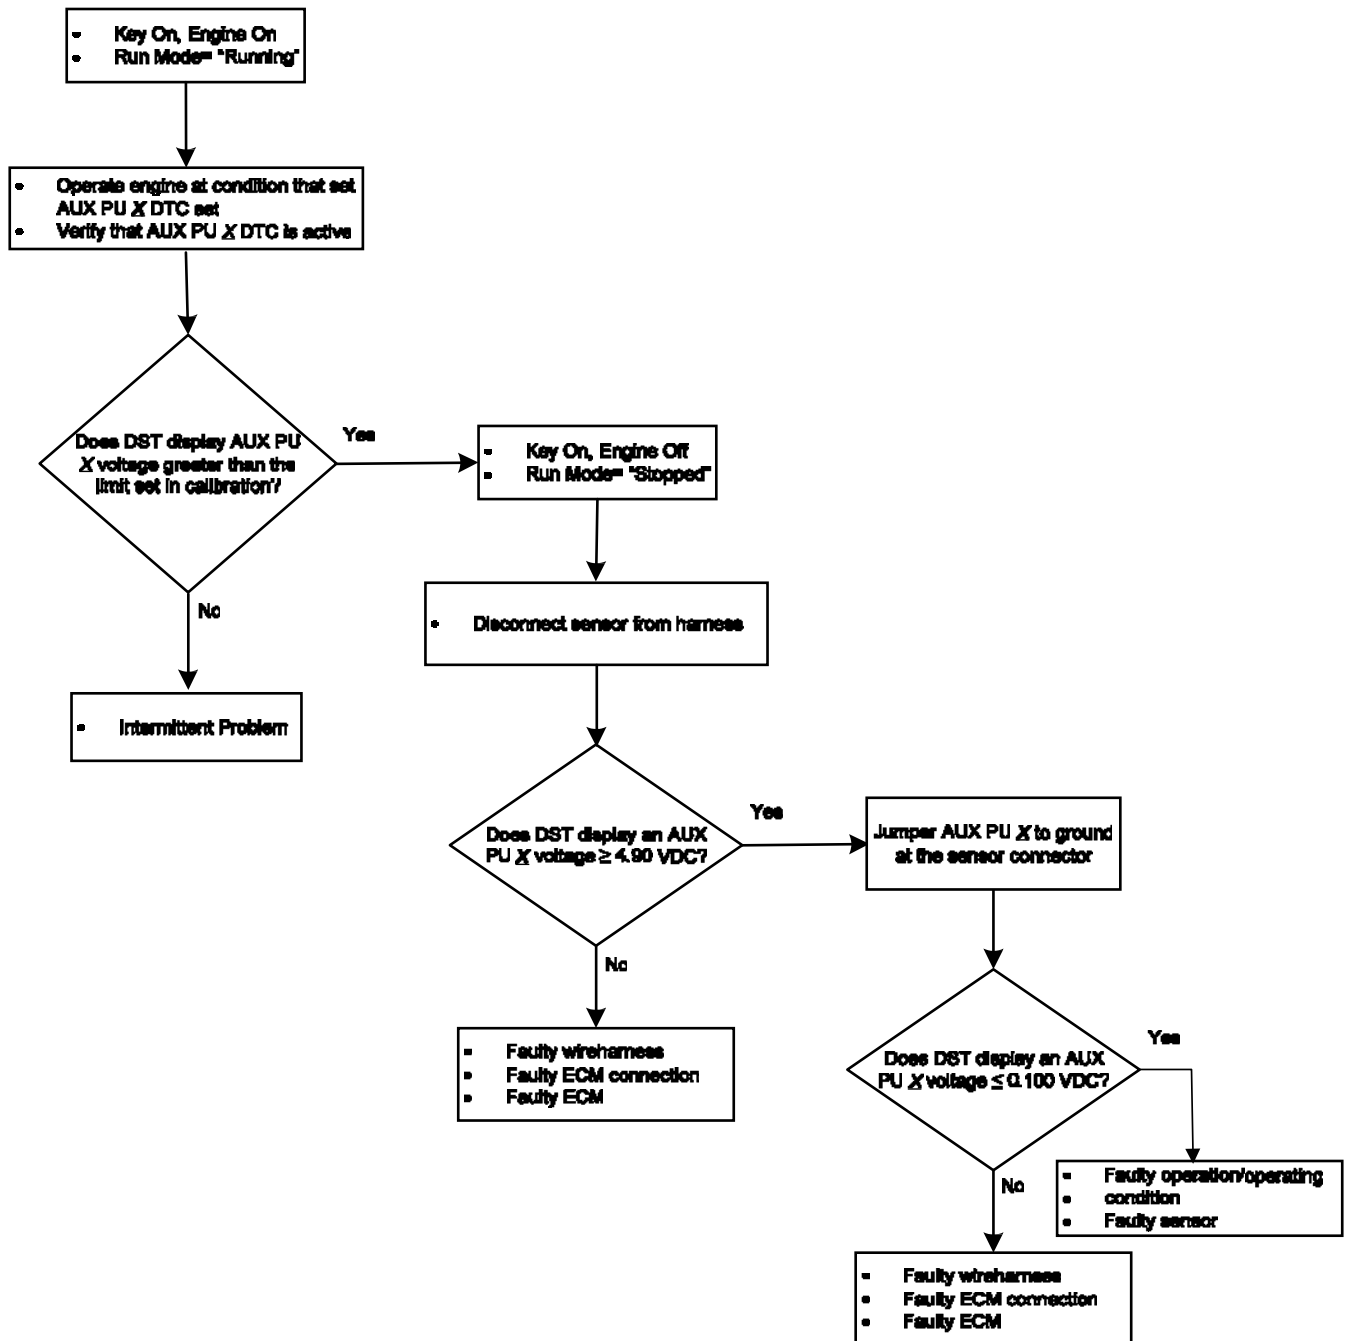 • Key On, Engine On
• Run Mode= "Running"
• Operate engine at condition that set
AUX PU X DTC set
• Verify that AUX PU X DTC is active
Does DST display AUX PU
X voltage greater than the
limit set in calibration?
Yes
No
• Intermittent Problem
• Key On, Engine Off
• Run Mode= "Stopped"
• Disconnect sensor from harness
Does DST display an AUX
PU X voltage ≥ 4.90 VDC?
Yes
No
• Faulty wireharness
• Faulty ECM connection
• Faulty ECM
Jumper AUX PU X to ground
at the sensor connector
Does DST display an AUX
PU X voltage ≤ 0.100 VDC?
Yes
No
• Faulty operation/operating
• condition
• Faulty sensor
• Faulty wireharness
• Faulty ECM connection
• Faulty ECM